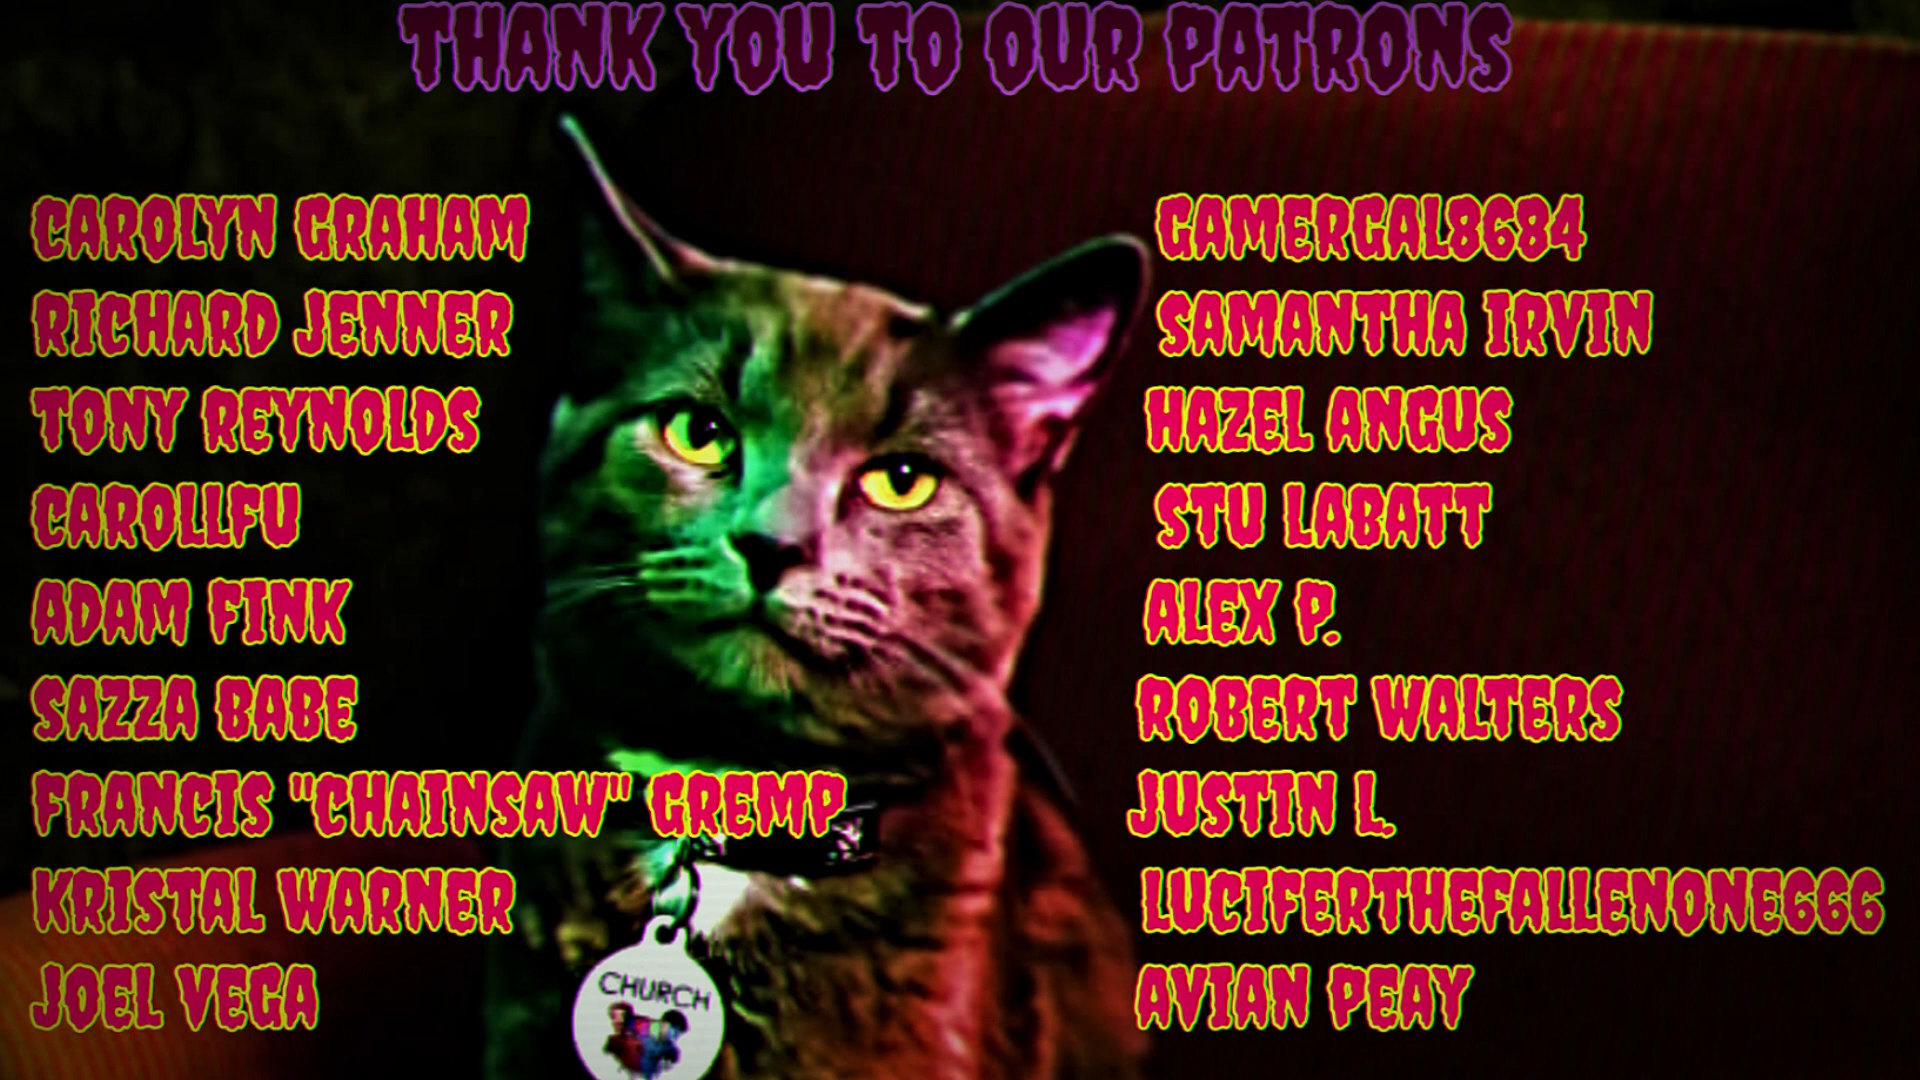 THANK YOU TO OUR PATRONS
CAROLYN GRAHAM
RICHARD JENNER
TONY REYNOLDS
CAROLLFU
ADAM FINK
SAZZA BABE
FRANCIS "CHAINSAW" GREMP
KRISTAL WARNER
JOEL VEGA
GAMERGAL8684
SAMANTHA IRVIN
HAZEL ANGUS
STU LABATT
ALEX P.
ROBERT WALTERS
JUSTIN L.
LUCIFERTHEFALLENONE666
AVIAN PEAY
CHURCH